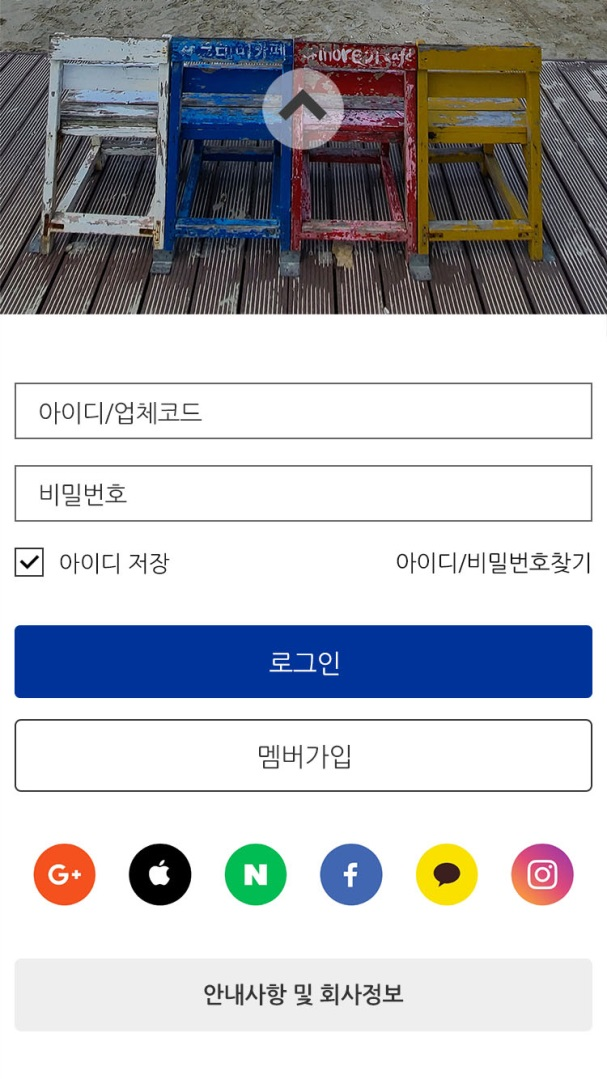 아이디/업체코드
비밀번호
아이디 저장
아이디/비밀번호찾기
로그인
멤버가입
G+
N
f
안내사항 및 회사정보